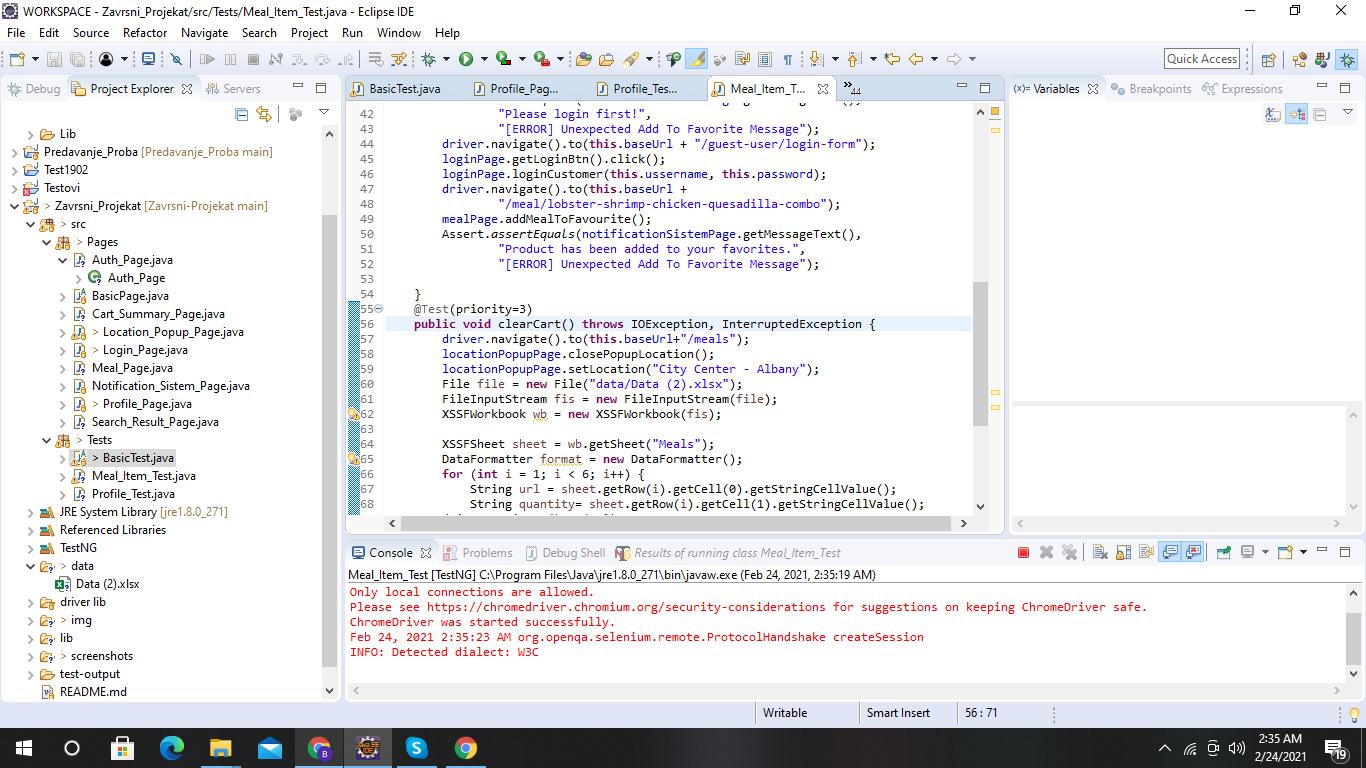 WORKSPACE - Zavrsni_Projekat/src/Tests/Meal_Item_Test.java - Eclipse IDE
File Edit Source Refactor Navigate Search Project Run Window Help
Quick Access
Debug Project Explorer Servers
Lib
Predavanje_Proba [Predavanje_Proba main]
Test1902
Testovi
> Zavrsni_Projekat [Zavrsni-Projekat main]
> src
> Pages
Auth_Page.java
Auth_Page
BasicPage.java
Cart_Summary_Page.java
> Location_Popup_Page.java
> Login_Page.java
Meal_Page.java
Notification_Sistem_Page.java
> Profile_Page.java
Search_Result_Page.java
> Tests
> BasicTest.java
Meal_Item_Test.java
Profile_Test.java
JRE System Library [jre1.8.0_271]
Referenced Libraries
TestNG
> data
Data (2).xlsx
driver lib
> img
lib
> screenshots
test-output
README.md
BasicTest.java Profile_Pag... Profile_Tes... Meal_Item_T... »44
42 "Please login first!",
43 "[ERROR] Unexpected Add To Favorite Message");
44 driver.navigate().to(this.baseUrl + "/guest-user/login-form");
45 loginPage.getLoginBtn().click();
46 loginPage.loginCustomer(this.ussername, this.password);
47 driver.navigate().to(this.baseUrl +
48 "/meal/lobster-shrimp-chicken-quesadilla-combo");
49 mealPage.addMealToFavourite();
50 Assert.assertEquals(notificationSistemPage.getMessageText(),
51 "Product has been added to your favorites.",
52 "[ERROR] Unexpected Add To Favorite Message");
53
54 }
55 @Test(priority=3)
56 public void clearCart() throws IOException, InterruptedException {
57 driver.navigate().to(this.baseUrl+"/meals");
58 locationPopupPage.closePopupLocation();
59 locationPopupPage.setLocation("City Center - Albany");
60 File file = new File("data/Data (2).xlsx");
61 FileInputStream fis = new FileInputStream(file);
62 XSSFWorkbook wb = new XSSFWorkbook(fis);
63
64 XSSFSheet sheet = wb.getSheet("Meals");
65 DataFormatter format = new DataFormatter();
66 for (int i = 1; i < 6; i++) {
67 String url = sheet.getRow(i).getCell(0).getStringCellValue();
68 String quantity= sheet.getRow(i).getCell(1).getStringCellValue();
(x)= Variables Breakpoints Expressions
Console Problems Debug Shell Results of running class Meal_Item_Test
Meal_Item_Test [TestNG] C:\Program Files\Java\jre1.8.0_271\bin\javaw.exe (Feb 24, 2021, 2:35:19 AM)
Only local connections are allowed.
Please see https://chromedriver.chromium.org/security-considerations for suggestions on keeping ChromeDriver safe.
ChromeDriver was started successfully.
Feb 24, 2021 2:35:23 AM org.openqa.selenium.remote.ProtocolHandshake createSession
INFO: Detected dialect: W3C
Writable Smart Insert 56 : 71
2:35 AM
2/24/2021
19